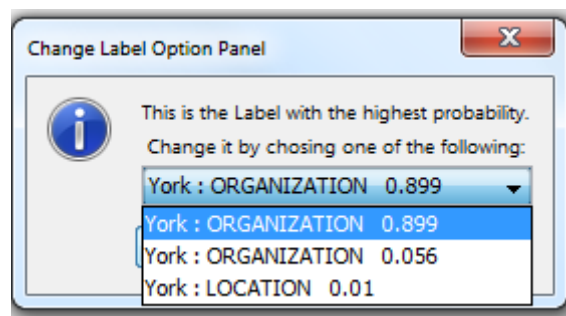 Change Label Option Panel
This is the Label with the highest probability.
Change it by chosing one of the following:
York : ORGANIZATION 0.899
York : ORGANIZATION 0.899
York : ORGANIZATION 0.056
York : LOCATION 0.01